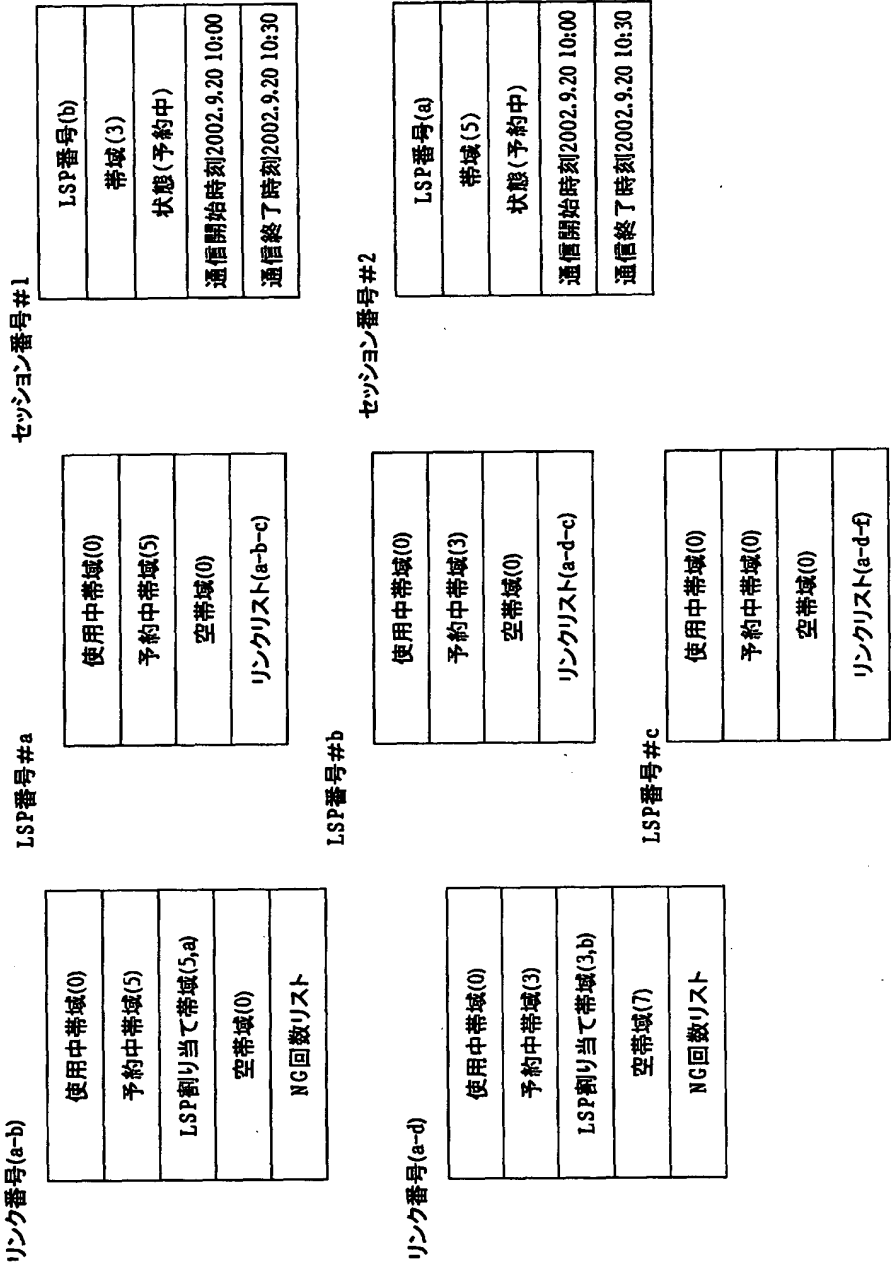 リンク番号(a-b)
使用中帯域(0)
予約中帯域(5)
LSP割り当て帯域(5,a)
空帯域(0)
NG回数リスト
リンク番号(a-d)
使用中帯域(0)
予約中帯域(3)
LSP割り当て帯域(3,b)
空帯域(7)
NG回数リスト
LSP番号#a
使用中帯域(0)
予約中帯域(5)
空帯域(0)
リンクリスト(a-b-c)
LSP番号#b
使用中帯域(0)
予約中帯域(3)
空帯域(0)
リンクリスト(a-d-c)
LSP番号#c
使用中帯域(0)
予約中帯域(0)
空帯域(0)
リンクリスト(a-d-f)
セッション番号#1
LSP番号(b)
帯域(3)
状態(予約中)
通信開始時刻2002.9.20 10:00
通信終了時刻2002.9.20 10:30
セッション番号#2
LSP番号(a)
帯域(5)
状態(予約中)
通信開始時刻2002.9.20 10:00
通信終了時刻2002.9.20 10:30